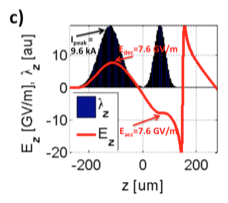 c)
I_peak=
9.6 kA
E_dec=7.6 GV/m
E_acc=7.6 GV/m
λ_z
E_z
E_z [GV/m], λ_z [au]
10
0
-10
-20
-200 0 200
z [um]